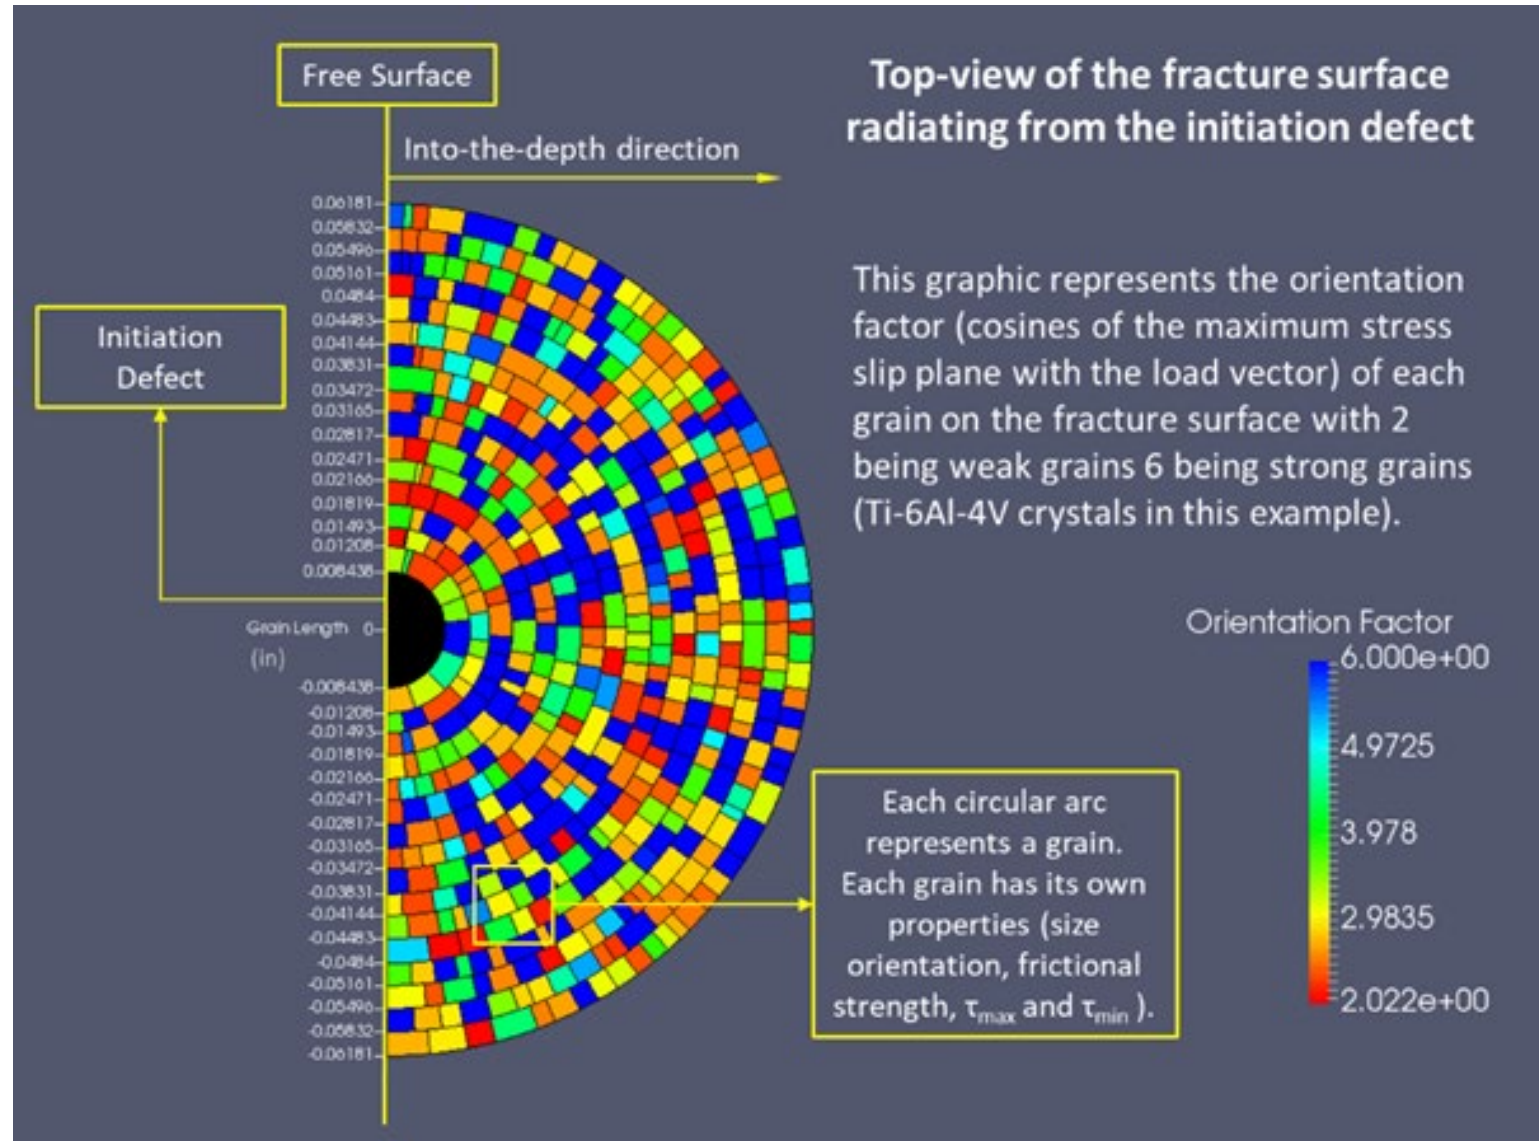 Free Surface
Top-view of the fracture surface
radiating from the initiation defect
Into-the-depth direction
0.06181
0.05832
0.05496
0.05161
0.0484
0.04483
0.04144
0.03831
0.03472
0.03165
0.02817
0.02471
0.02166
0.01819
0.01493
0.01208
0.008438
Grain Length 0
(in)
-0.008438
-0.01208
-0.01493
-0.01819
-0.02166
-0.02471
-0.02817
-0.03165
-0.03472
-0.03831
-0.04144
-0.04483
-0.0484
-0.05161
-0.05496
-0.05832
-0.06181
Initiation
Defect
This graphic represents the orientation
factor (cosines of the maximum stress
slip plane with the load vector) of each
grain on the fracture surface with 2
being weak grains 6 being strong grains
(Ti-6Al-4V crystals in this example).
Orientation Factor
6.000e+00
4.9725
3.978
2.9835
2.022e+00
Each circular arc
represents a grain.
Each grain has its own
properties (size
orientation, frictional
strength, τmax and τmin ).